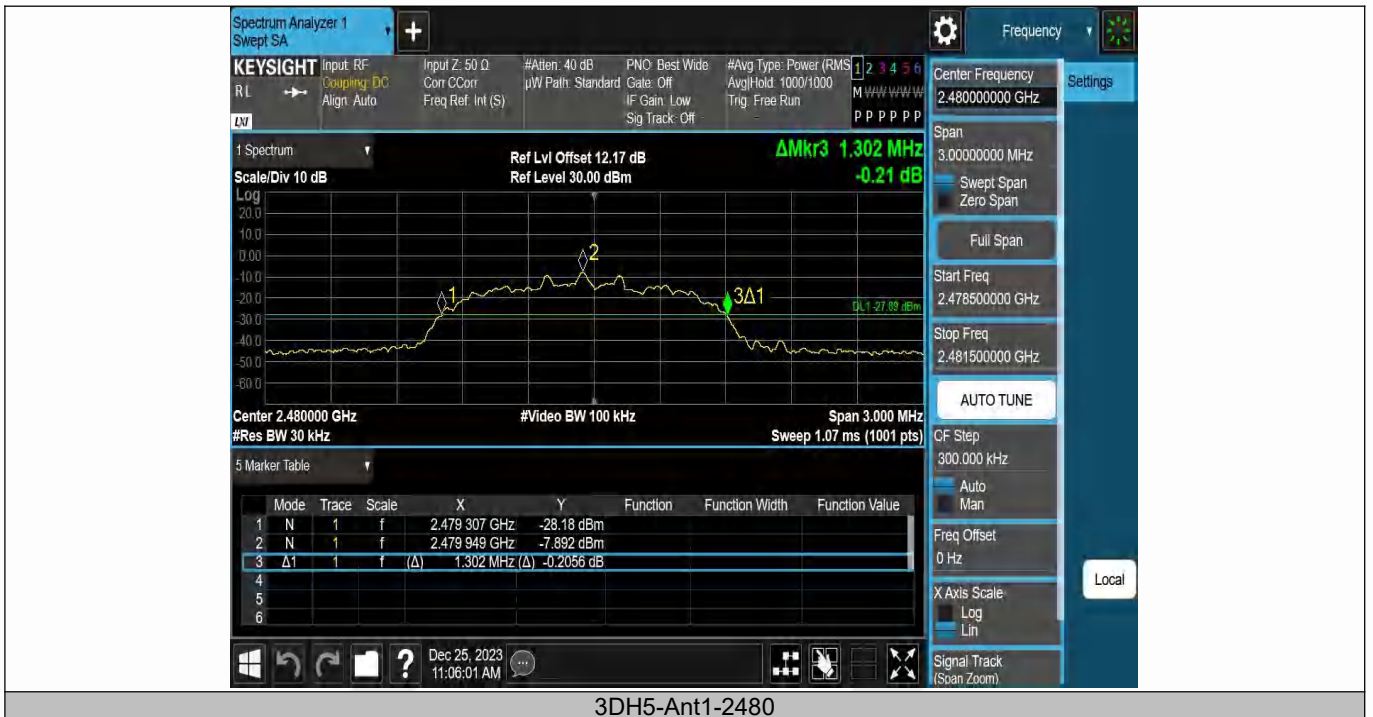 Spectrum Analyzer 1
Swept SA
+
Frequency
KEYSIGHT
RL
LXI
Input: RF
Coupling: DC
Align: Auto
Input Z: 50 Ω
Corr CCorr
Freq Ref: Int (S)
#Atten: 40 dB
µW Path: Standard
PNO: Best Wide
Gate: Off
IF Gain: Low
Sig Track: Off
#Avg Type: Power (RMS
Avg|Hold: 1000/1000
Trig: Free Run
1 2 3 4 5 6
M W W W W W
P P P P P P
1 Spectrum
Scale/Div 10 dB
Ref Lvl Offset 12.17 dB
Ref Level 30.00 dBm
ΔMkr3 1.302 MHz
-0.21 dB
Log
20.0
10.0
0.00
-10.0
-20.0
-30.0
-40.0
-50.0
-60.0
1
2
3Δ1
DL1 -27.89 dBm
Center 2.480000 GHz
#Video BW 100 kHz
Span 3.000 MHz
#Res BW 30 kHz
Sweep 1.07 ms (1001 pts)
5 Marker Table
Mode Trace Scale X Y Function Function Width Function Value
1 N 1 f 2.479 307 GHz -28.18 dBm
2 N 1 f 2.479 949 GHz -7.892 dBm
3 Δ1 1 f (Δ) 1.302 MHz (Δ) -0.2056 dB
4
5
6
Dec 25, 2023
11:06:01 AM
Center Frequency
2.480000000 GHz
Settings
Span
3.00000000 MHz
Swept Span
Zero Span
Full Span
Start Freq
2.478500000 GHz
Stop Freq
2.481500000 GHz
AUTO TUNE
CF Step
300.000 kHz
Auto
Man
Freq Offset
0 Hz
X Axis Scale
Log
Lin
Local
Signal Track
(Span Zoom)
3DH5-Ant1-2480